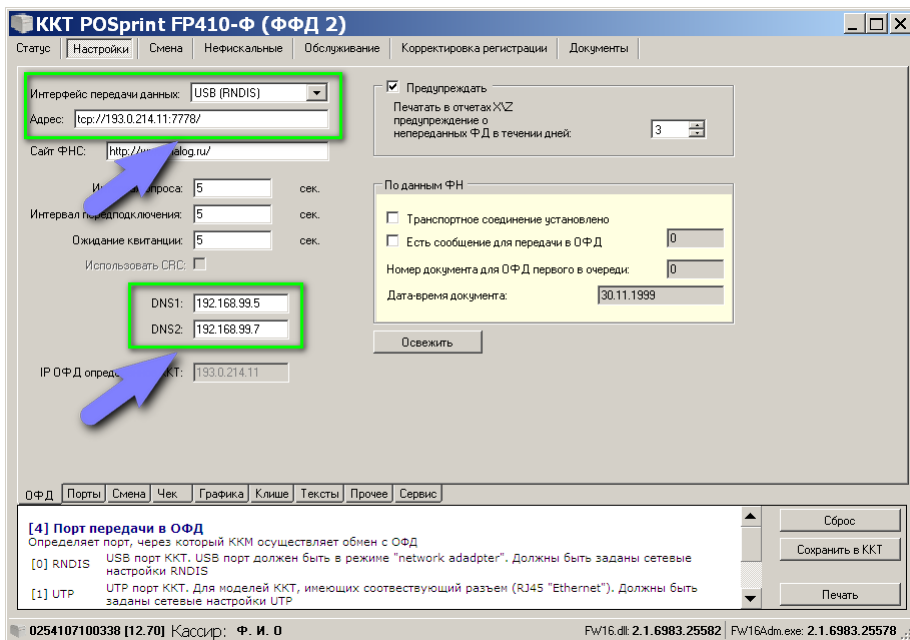 ККТ POSprint FP410-Ф (ФФД 2)
Статус Настройки Смена Нефискальные Обслуживание Корректировка регистрации Документы
Интерфейс передачи данных: USB (RNDIS)
Адрес: tcp://193.0.214.11:7778/
Сайт ФНС:
сек.
5
Интервал 5 сек.
Ожидание квитанции: 5 сек.
Использовать CRC:
DNS1: 192.168.99.5
DNS2: 192.168.99.7
IP ОФД ККТ: 193.0.214.11
Предупреждать
Печатать в отчетах X\Z
предупреждение о
непереданных ФД в течении дней: 3
По данным ФН
Транспортное соединение установлено
Есть сообщение для передачи в ОФД 0
Номер документа для ОФД первого в очереди: 0
Дата-время документа: 30.11.1999
Освежить
ОФД Порты Смена Чек Графика Клише Тексты Прочее Сервис
[4] Порт передачи в ОФД
Определяет порт, через который ККМ осуществляет обмен с ОФД
[0] RNDIS USB порт ККТ. USB порт должен быть в режиме "network adadpter". Должны быть заданы сетевые
настройки RNDIS
[1] UTP UTP порт ККТ. Для моделей ККТ, имеющих соотвествующий разъем (RJ45 "Ethernet"). Должны быть
заданы сетевые настройки UTP
Сброс
Сохранить в ККТ
Печать
0254107100338 [12.70] Кассир: Ф. И. О FW16.dll: 2.1.6983.25582 FW16Adm.exe: 2.1.6983.25578